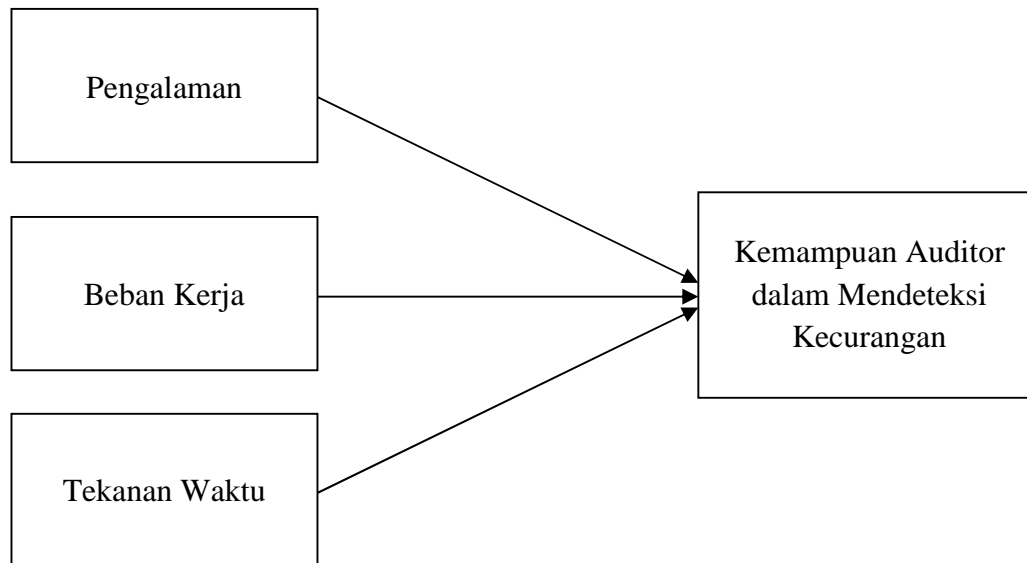 Pengalaman
Beban Kerja
Tekanan Waktu
Kemampuan Auditor
dalam Mendeteksi
Kecurangan